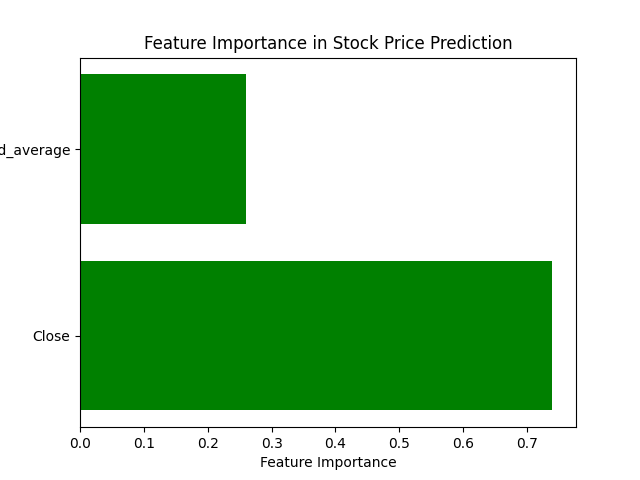 Feature Importance in Stock Price Prediction
d_average
Close
0.0 0.1 0.2 0.3 0.4 0.5 0.6 0.7
Feature Importance